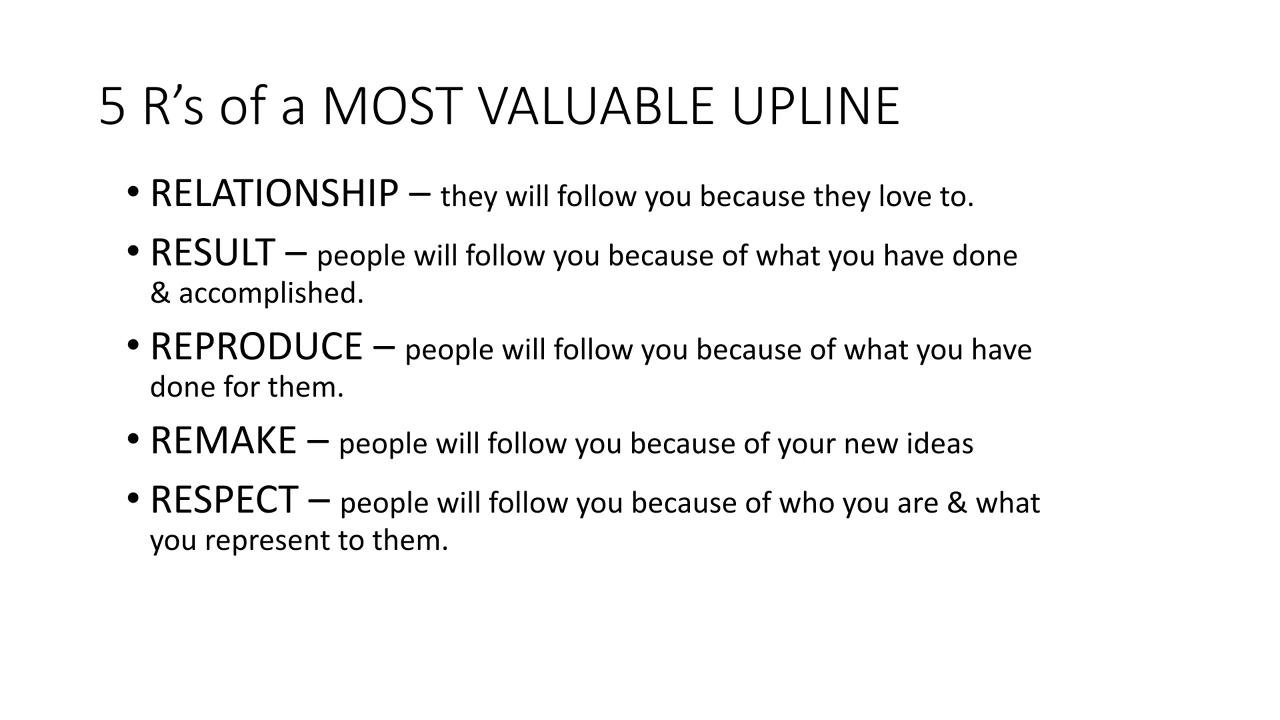 5 R’s of a MOST VALUABLE UPLINE
• RELATIONSHIP – they will follow you because they love to.
• RESULT – people will follow you because of what you have done
& accomplished.
• REPRODUCE – people will follow you because of what you have
done for them.
• REMAKE – people will follow you because of your new ideas
• RESPECT – people will follow you because of who you are & what
you represent to them.